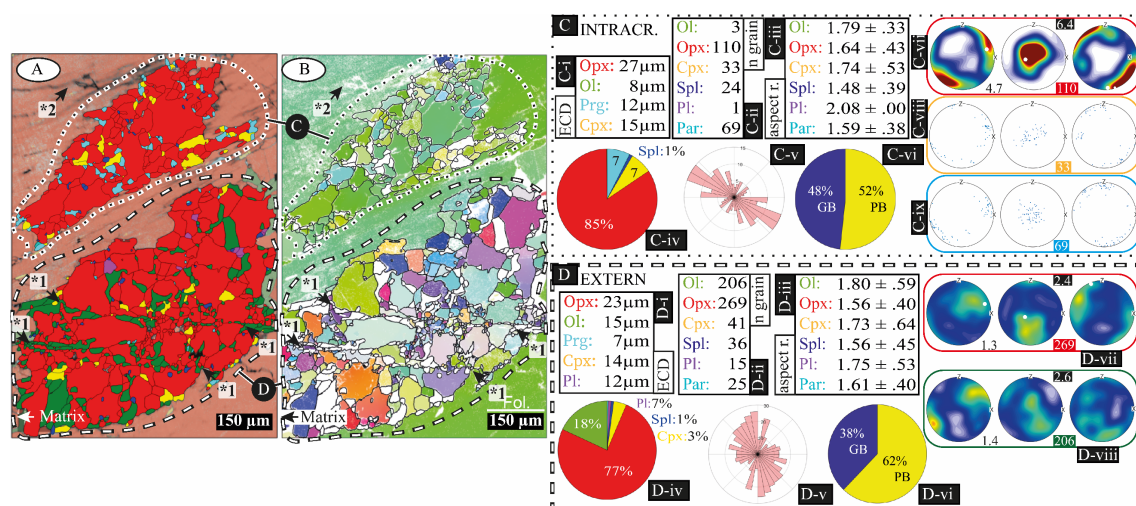 A
*2
C
*1
*1
*1
*1
D
Matrix
150 µm
B
*2
*1
*1
*1
*1
Matrix
Fol.
150 µm
C INTRACR.
C-i
ECD
Opx: 27µm
Ol: 8µm
Prg: 12µm
Cpx: 15µm
Ol: 3
Opx: 110
Cpx: 33
Spl: 24
Pl: 1
Par: 69
n grain
C-ii
C-iii
aspect r.
Ol: 1.79 ± .33
Opx: 1.64 ± .43
Cpx: 1.74 ± .53
Spl: 1.48 ± .39
Pl: 2.08 ± .00
Par: 1.59 ± .38
Spl:1%
7
7
85%
C-iv
15
C-v
48%
GB
52%
PB
C-vi
C-vii
Z
6.4
X
4.7
110
C-viii
Z
X
33
C-ix
Z
X
69
D EXTERN
Opx: 23µm
Ol: 15µm
Prg: 7µm
Cpx: 14µm
Pl: 12µm
D-i
ECD
Ol: 206
Opx: 269
Cpx: 41
Spl: 36
Pl: 15
Par: 25
n grain
D-ii
D-iii
aspect r.
Ol: 1.80 ± .59
Opx: 1.56 ± .40
Cpx: 1.73 ± .64
Spl: 1.56 ± .45
Pl: 1.75 ± .53
Par: 1.61 ± .40
Pl:7%
Spl:1%
Cpx:3%
18%
77%
D-iv
D-v
38%
GB
62%
PB
D-vi
Z
2.4
X
1.3
269
D-vii
Z
2.6
X
1.4
206
D-viii